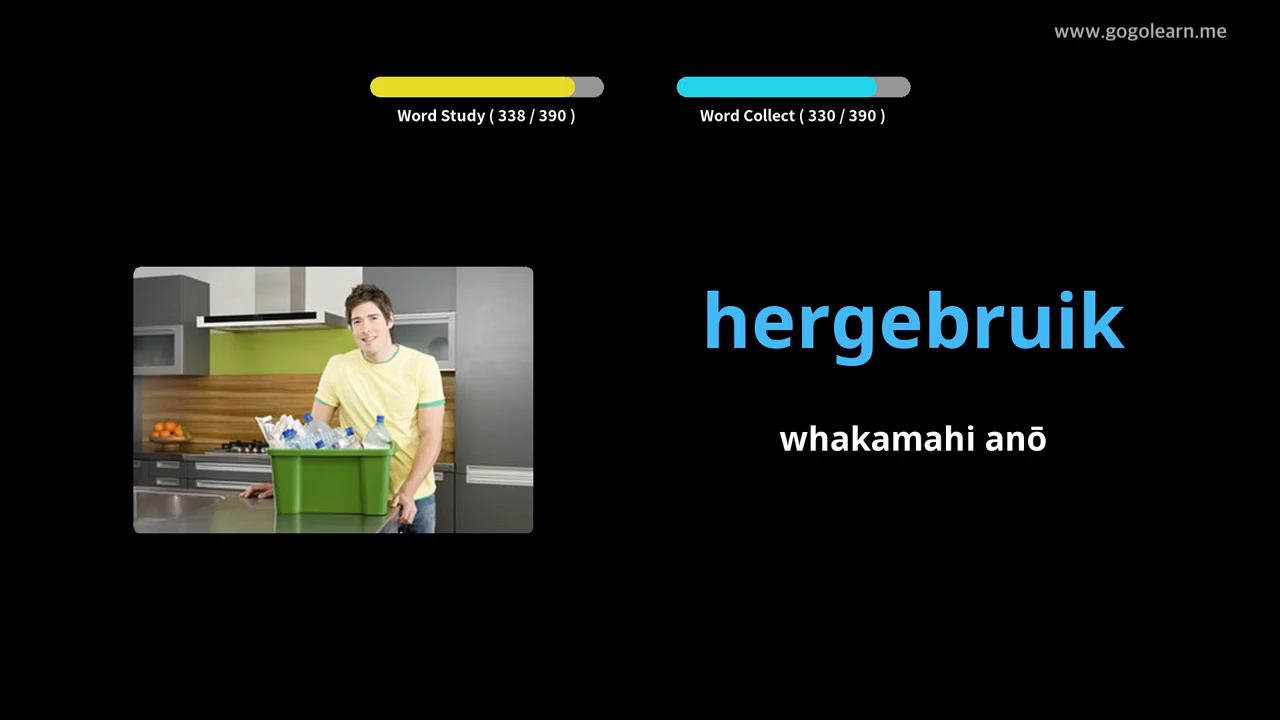 www.gogolearn.me
Word Study ( 338 / 390 )
Word Collect ( 330 / 390 )
hergebruik
whakamahi anō